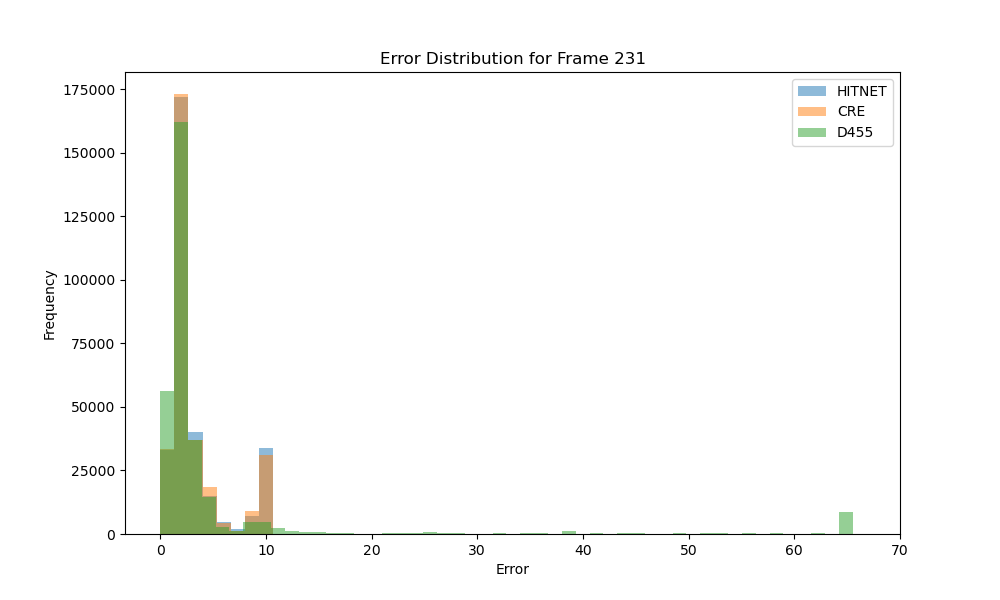 Error Distribution for Frame 231
HITNET
CRE
D455
Frequency
175000
150000
125000
100000
75000
50000
25000
0
0 10 20 30 40 50 60 70
Error